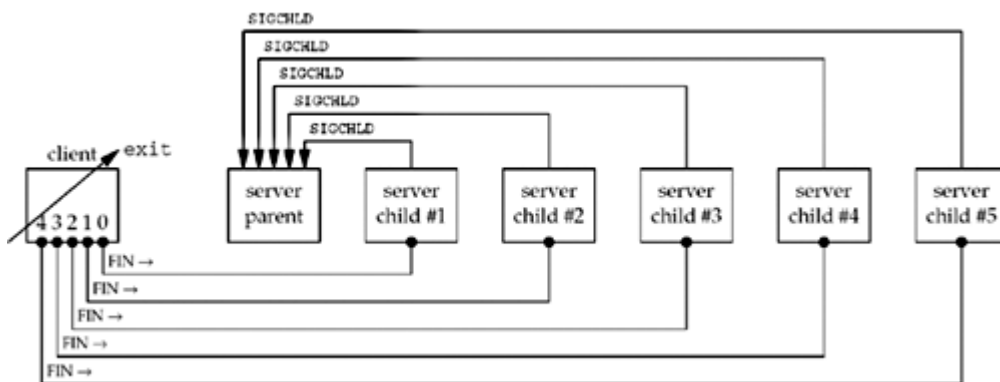 SIGCHLD
SIGCHLD
SIGCHLD
SIGCHLD
SIGCHLD
client
exit
4 3 2 1 0
server
parent
server
child #1
server
child #2
server
child #3
server
child #4
server
child #5
FIN →
FIN →
FIN →
FIN →
FIN →